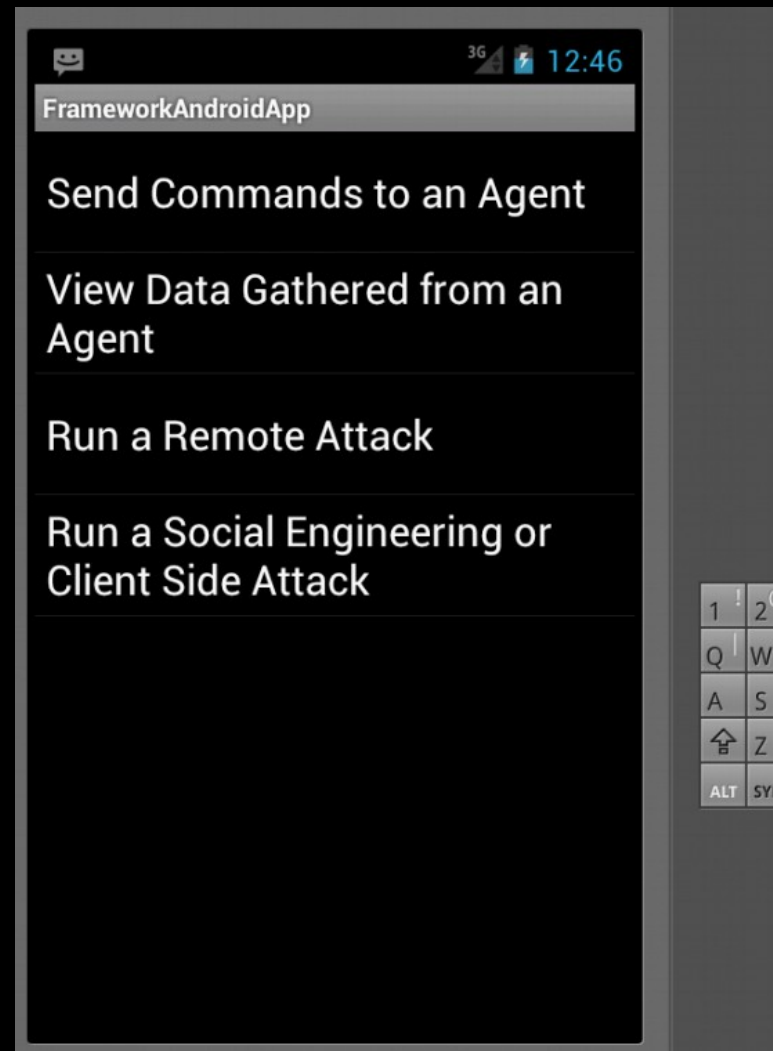 3G 12:46
FrameworkAndroidApp
Send Commands to an Agent
View Data Gathered from an
Agent
Run a Remote Attack
Run a Social Engineering or
Client Side Attack
1 ! 2
Q | W
A S
Z
ALT